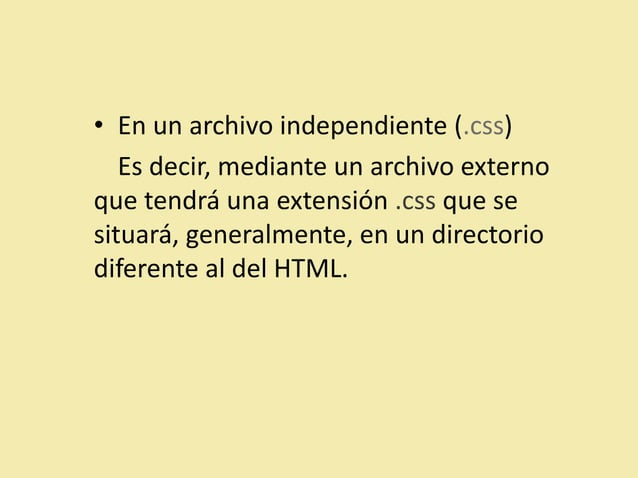 • En un archivo independiente (.css)
Es decir, mediante un archivo externo
que tendrá una extensión .css que se
situará, generalmente, en un directorio
diferente al del HTML.